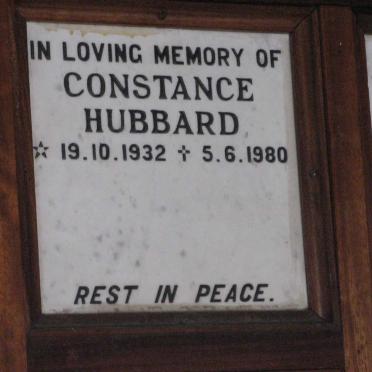 IN LOVING MEMORY OF
CONSTANCE
HUBBARD
☆ 19.10.1932 ✝ 5.6.1980
REST IN PEACE.